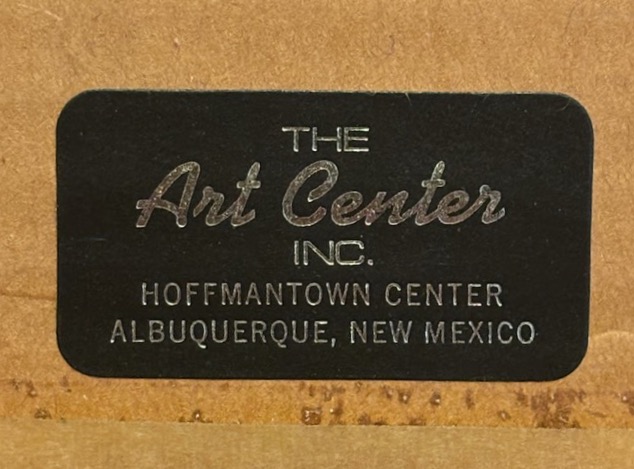 THE
Art Center
INC.
HOFFMANTOWN CENTER
ALBUQUERQUE, NEW MEXICO